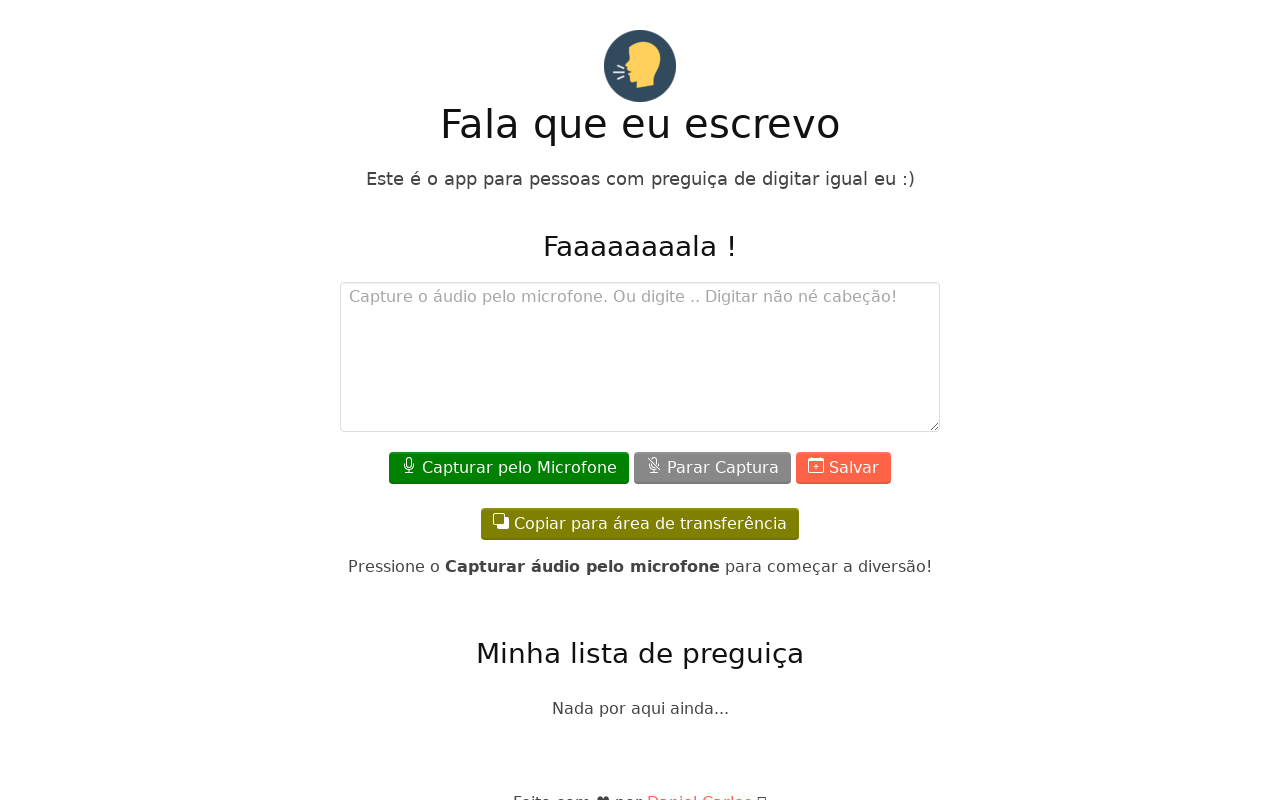 Fala que eu escrevo
Este é o app para pessoas com preguiça de digitar igual eu :)
Faaaaaaaala !
Capture o áudio pelo microfone. Ou digite .. Digitar não né cabeção!
Capturar pelo Microfone Parar Captura Salvar
Copiar para área de transferência
Pressione o Capturar áudio pelo microfone para começar a diversão!
Minha lista de preguiça
Nada por aqui ainda...
Feito com ❤ por Daniel Carlos